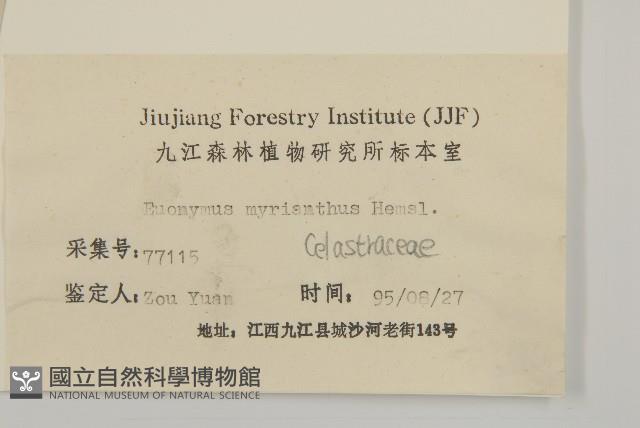 Jiujiang Forestry Institute (JJF)
九江森林植物研究所标本室
Euonymus myrianthus Hemsl.
Celastraceae
采集号: 77115
鉴定人: Zou Yuan 时间: 95/08/27
地址: 江西九江县城沙河老街143号
國立自然科學博物館
NATIONAL MUSEUM OF NATURAL SCIENCE